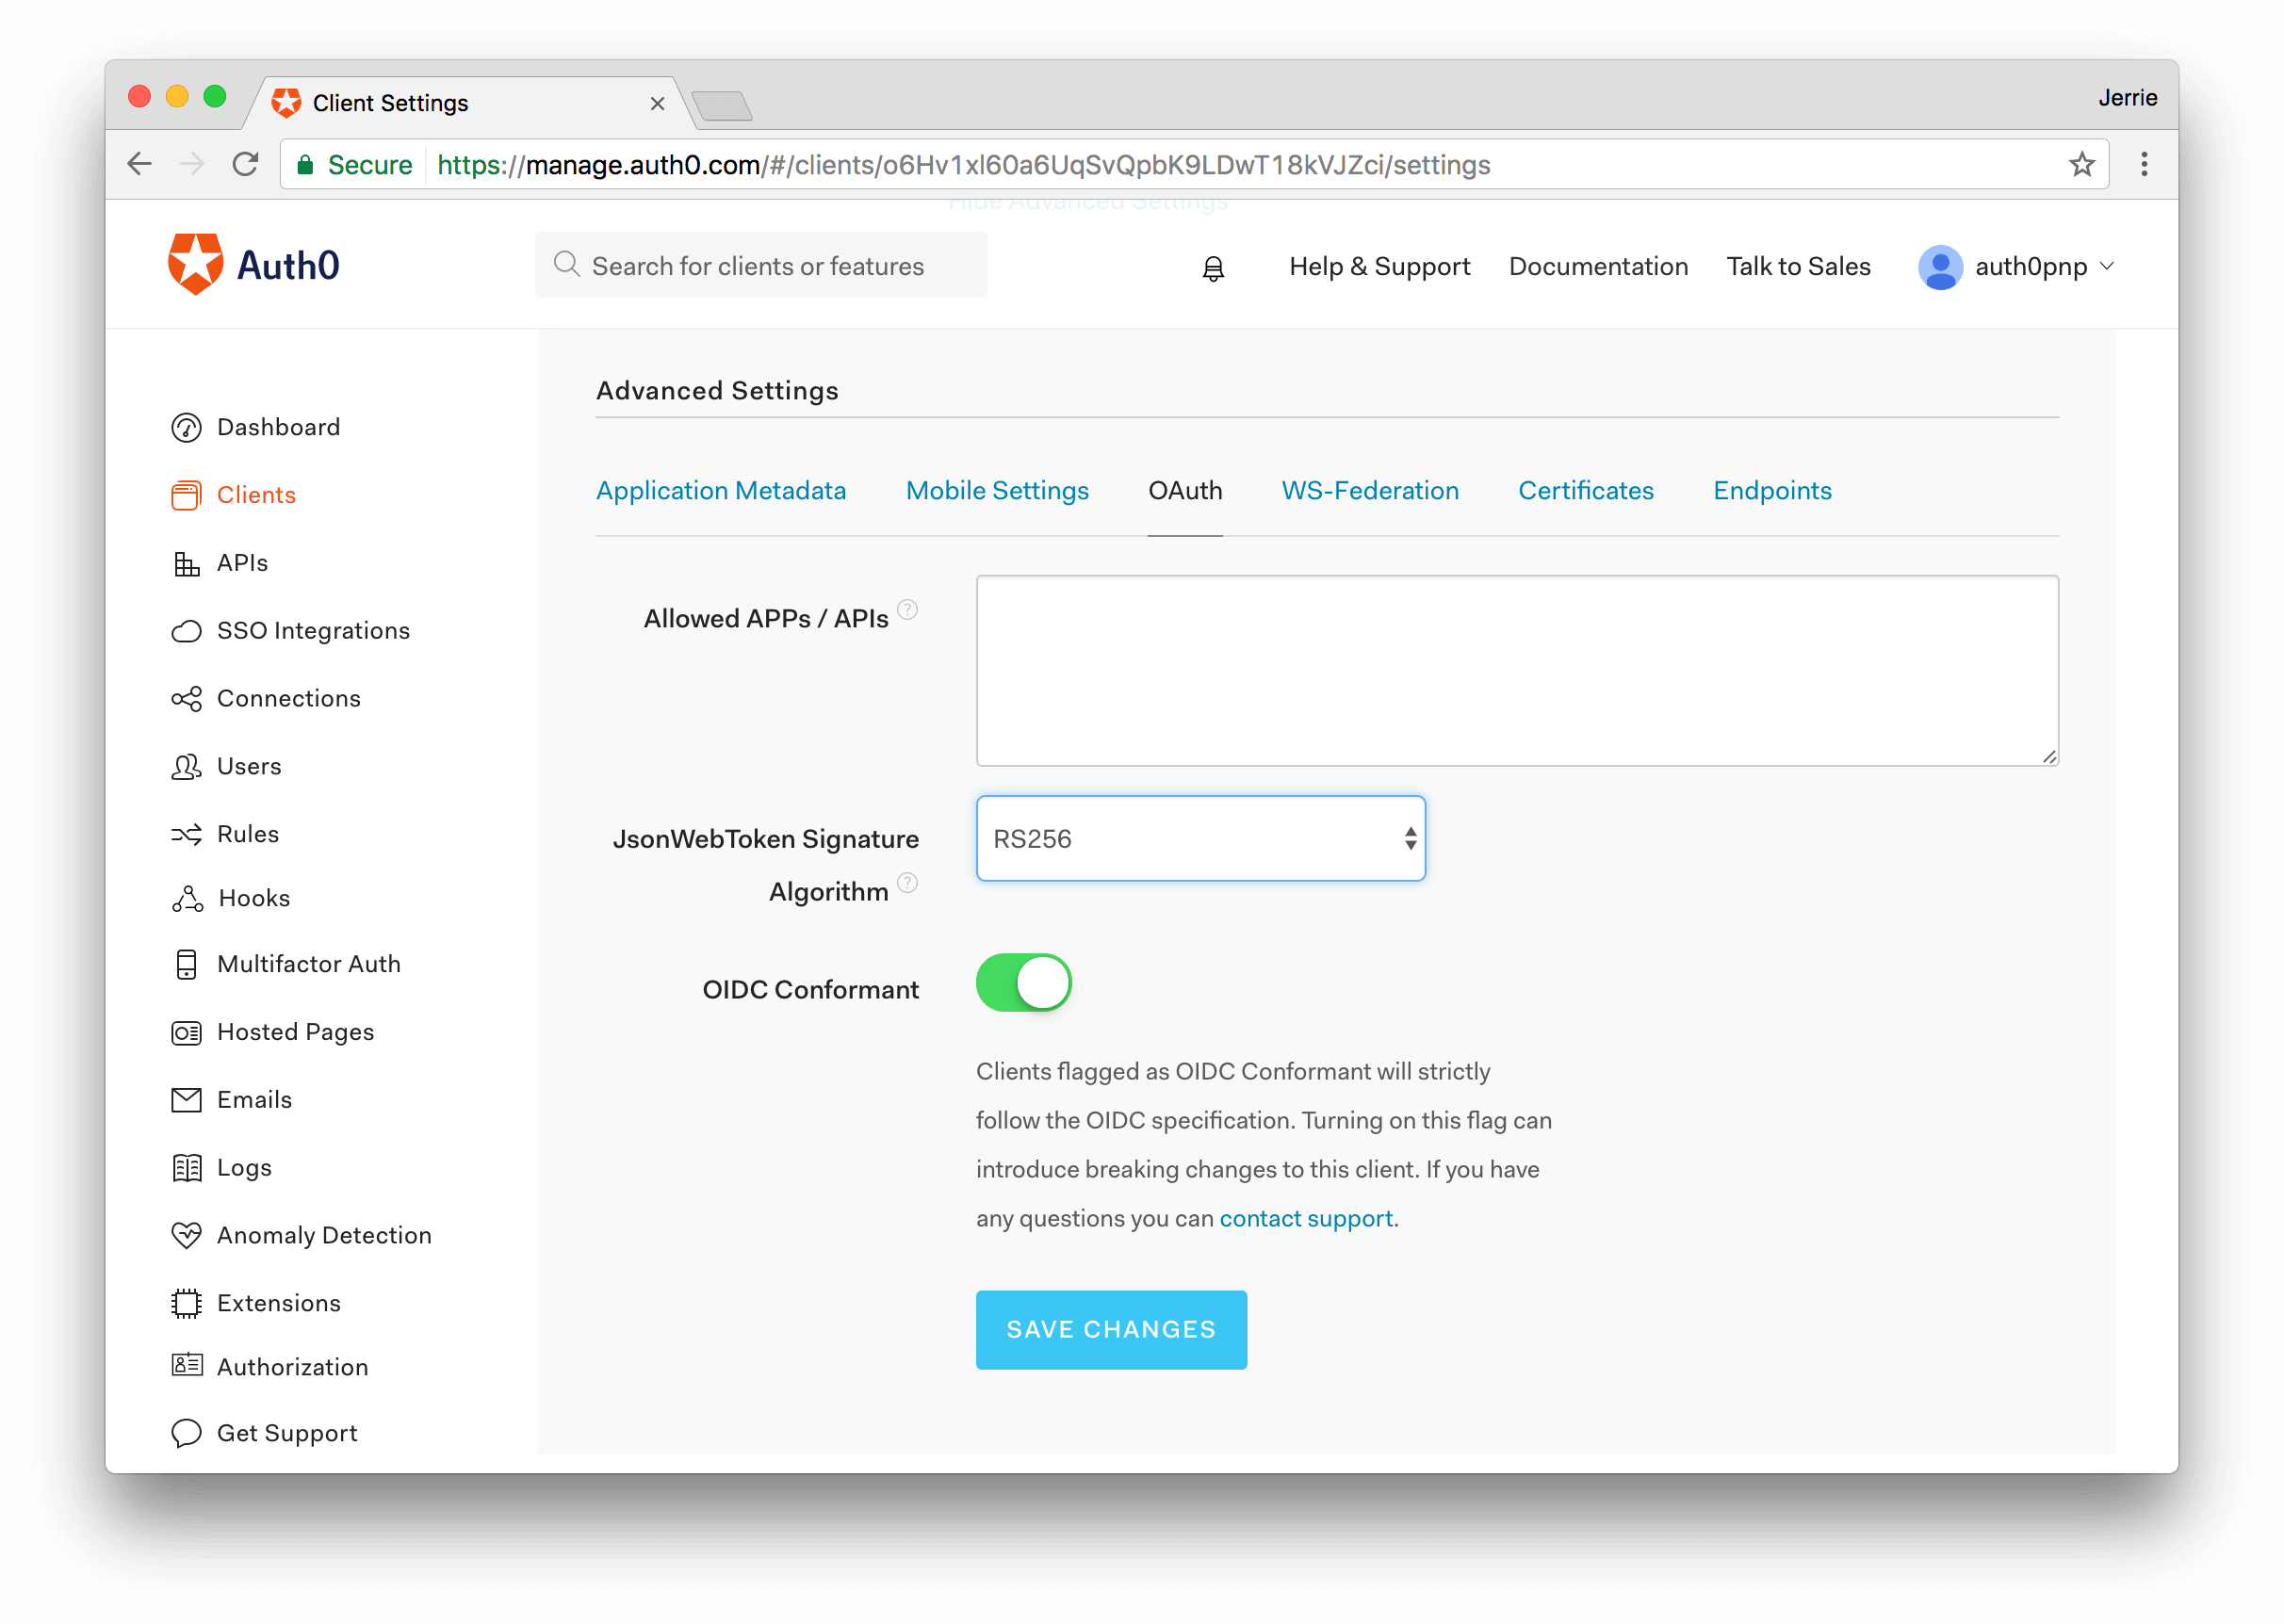 Client Settings
Jerrie
Secure https://manage.auth0.com/#/clients/o6Hv1xl60a6UqSvQpbK9LDwT18kVJZci/settings
Hide Advanced Settings
Auth0
Search for clients or features
Help & Support
Documentation
Talk to Sales
auth0pnp
Dashboard
Clients
APIs
SSO Integrations
Connections
Users
Rules
Hooks
Multifactor Auth
Hosted Pages
Emails
Logs
Anomaly Detection
Extensions
Authorization
Get Support
Advanced Settings
Application Metadata
Mobile Settings
OAuth
WS-Federation
Certificates
Endpoints
Allowed APPs / APIs ?
JsonWebToken Signature
Algorithm ?
RS256
OIDC Conformant
Clients flagged as OIDC Conformant will strictly
follow the OIDC specification. Turning on this flag can
introduce breaking changes to this client. If you have
any questions you can contact support.
SAVE CHANGES